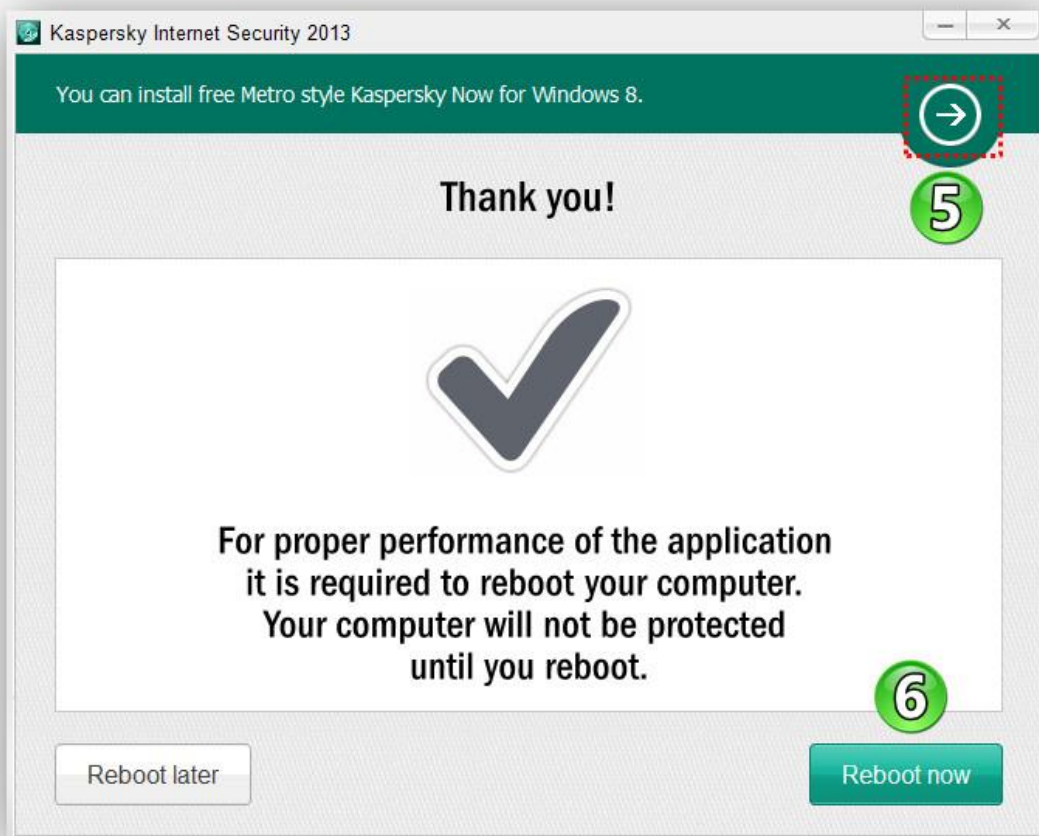 Kaspersky Internet Security 2013
You can install free Metro style Kaspersky Now for Windows 8.
5
Thank you!
For proper performance of the application
it is required to reboot your computer.
Your computer will not be protected
until you reboot.
6
Reboot later
Reboot now